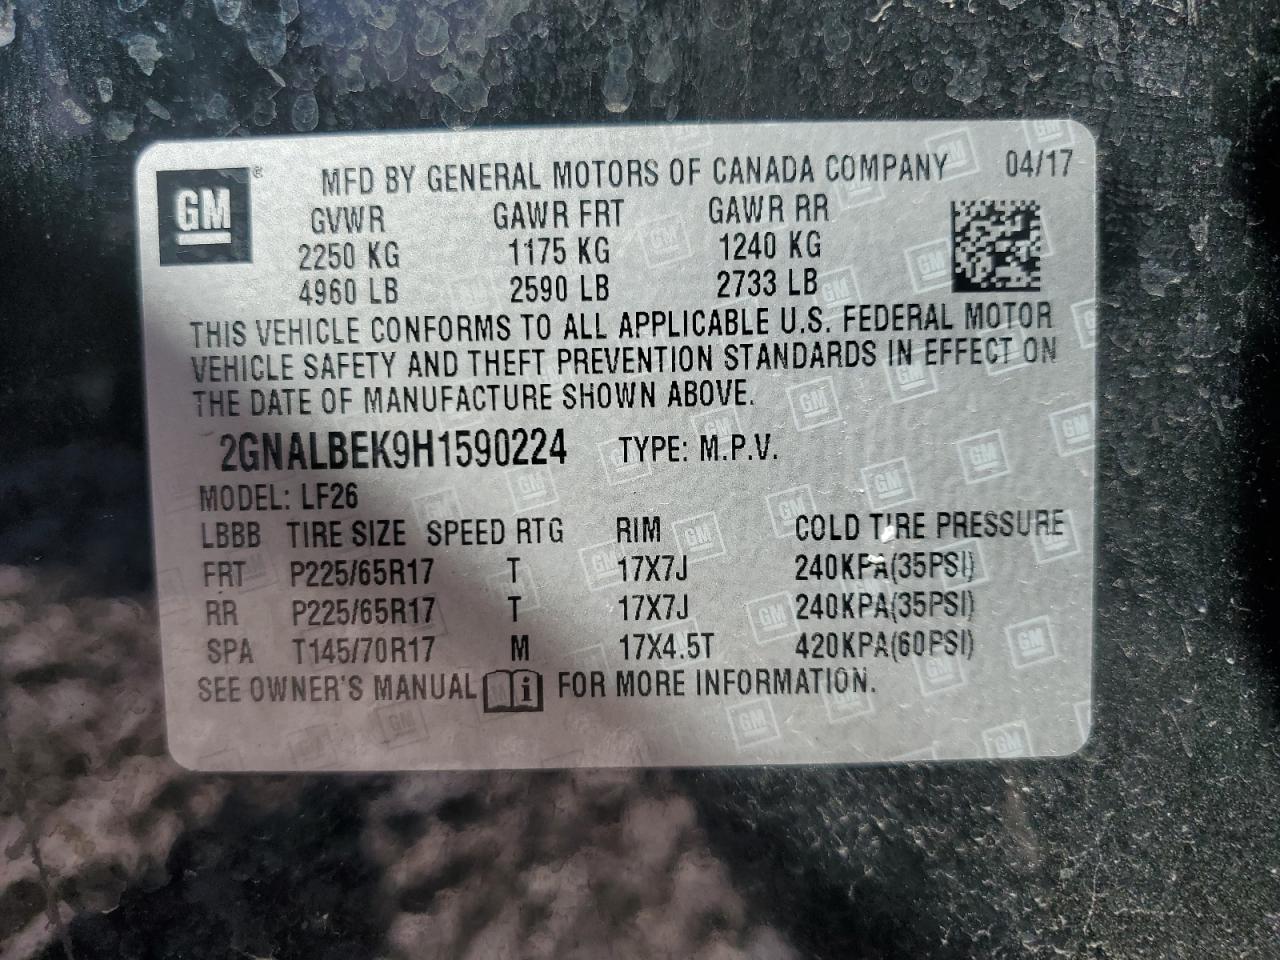 GM ® MFD BY GENERAL MOTORS OF CANADA COMPANY 04/17
GVWR GAWR FRT GAWR RR
2250 KG 1175 KG 1240 KG
4960 LB 2590 LB 2733 LB
THIS VEHICLE CONFORMS TO ALL APPLICABLE U.S. FEDERAL MOTOR
VEHICLE SAFETY AND THEFT PREVENTION STANDARDS IN EFFECT ON
THE DATE OF MANUFACTURE SHOWN ABOVE.
2GNALBEK9H1590224 TYPE: M.P.V.
MODEL: LF26
LBBB TIRE SIZE SPEED RTG RIM COLD TIRE PRESSURE
FRT P225/65R17 T 17X7J 240KPA(35PSI)
RR P225/65R17 T 17X7J 240KPA(35PSI)
SPA T145/70R17 M 17X4.5T 420KPA(60PSI)
SEE OWNER'S MANUAL i FOR MORE INFORMATION.